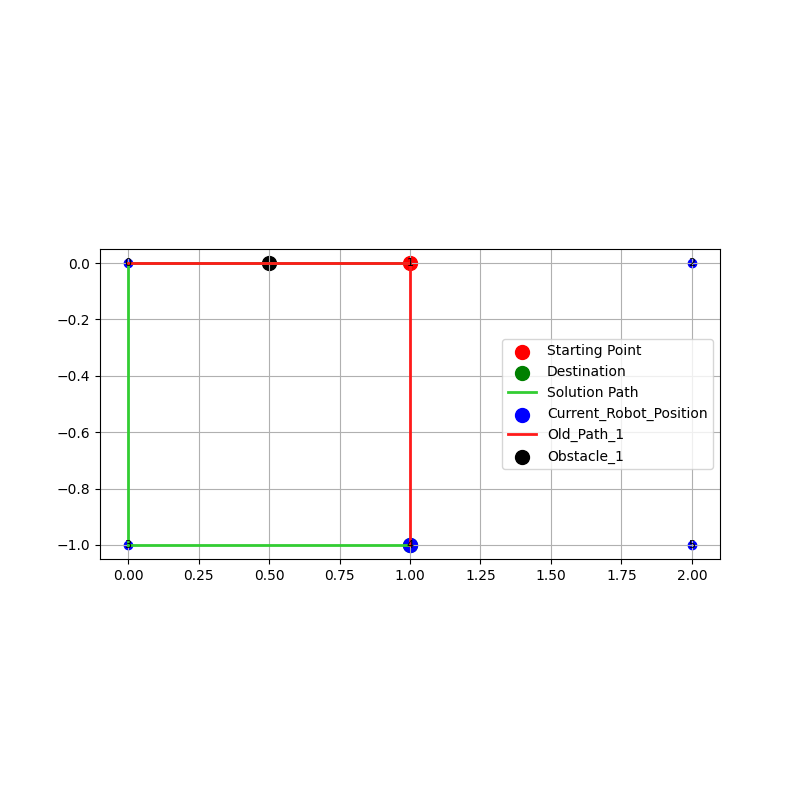 0.0
−0.2
−0.4
−0.6
−0.8
−1.0
0.00 0.25 0.50 0.75 1.00 1.25 1.50 1.75 2.00
1
Starting Point
Destination
Solution Path
Current_Robot_Position
Old_Path_1
Obstacle_1